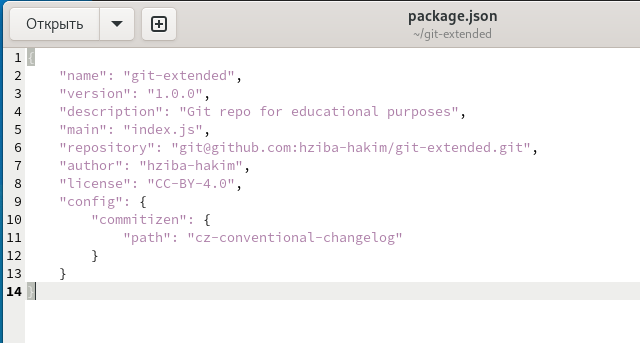 Открыть
package.json
~/git-extended
1 {
2     "name": "git-extended",
3     "version": "1.0.0",
4     "description": "Git repo for educational purposes",
5     "main": "index.js",
6     "repository": "git@github.com:hziba-hakim/git-extended.git",
7     "author": "hziba-hakim",
8     "license": "CC-BY-4.0",
9     "config": {
10         "commitizen": {
11             "path": "cz-conventional-changelog"
12         }
13     }
14 }